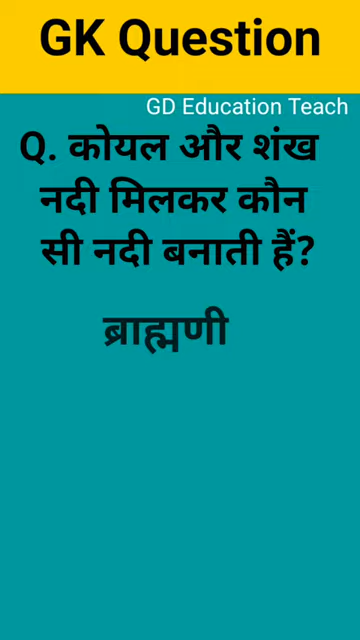 GK Question
GD Education Teach
Q. कोयल और शंख
नदी मिलकर कौन
सी नदी बनाती हैं?
ब्राह्मणी